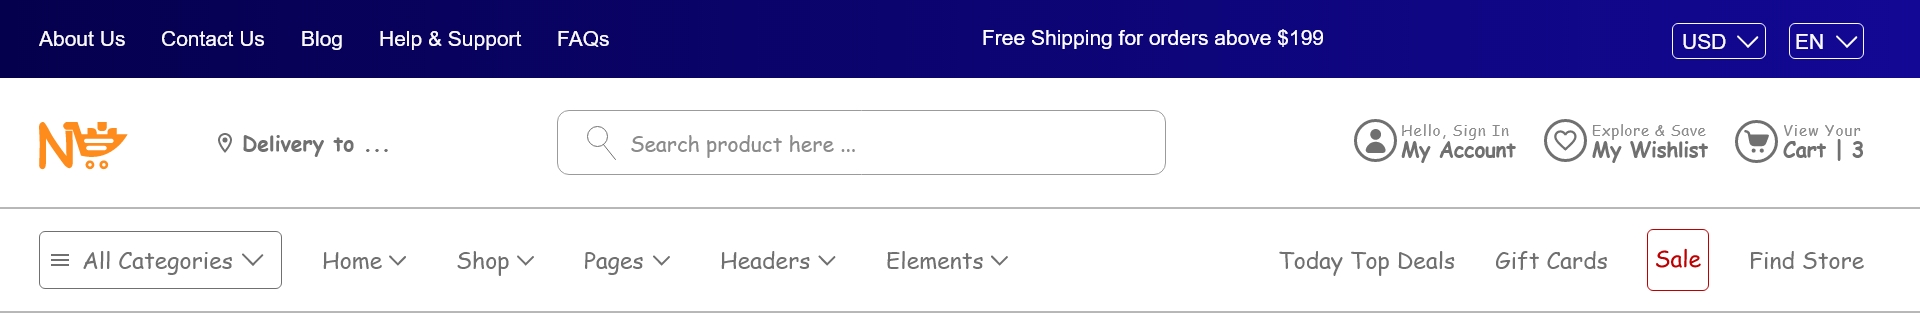 About Us Contact Us Blog Help & Support FAQs Free Shipping for orders above $199 USD EN
N Delivery to ... Search product here ... Hello, Sign In Explore & Save View Your
My Account My Wishlist Cart | 3
All Categories Home Shop Pages Headers Elements Today Top Deals Gift Cards Sale Find Store